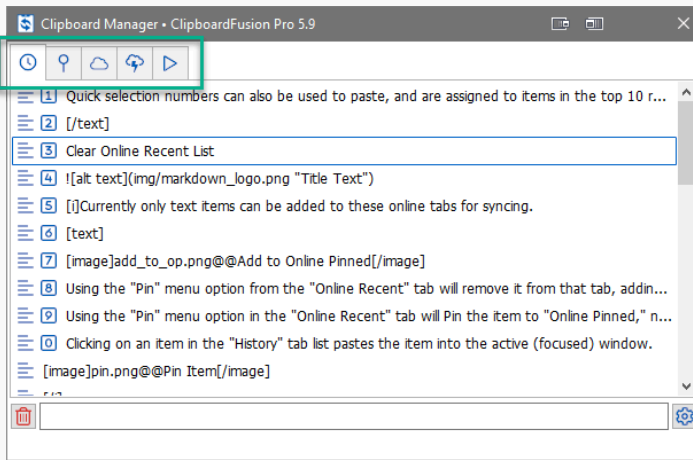 Clipboard Manager • ClipboardFusion Pro 5.9
1 Quick selection numbers can also be used to paste, and are assigned to items in the top 10 r...
2 [/text]
3 Clear Online Recent List
4 ![alt text](img/markdown_logo.png "Title Text")
5 [i]Currently only text items can be added to these online tabs for syncing.
6 [text]
7 [image]add_to_op.png@@Add to Online Pinned[/image]
8 Using the "Pin" menu option from the "Online Recent" tab will remove it from that tab, addin...
9 Using the "Pin" menu option in the "Online Recent" tab will Pin the item to "Online Pinned," n...
0 Clicking on an item in the "History" tab list pastes the item into the active (focused) window.
[image]pin.png@@Pin Item[/image]